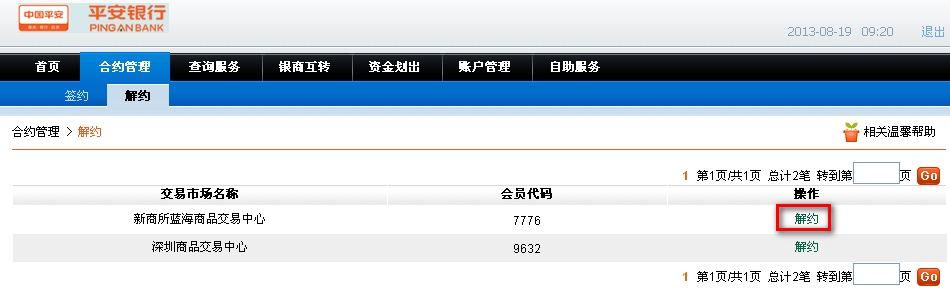 中国平安 平安银行
PING AN BANK
2013-08-19 09:20 退出
首页 合约管理 查询服务 银商互转 资金划出 账户管理 自助服务
签约 解约
合约管理 > 解约 相关温馨帮助
1 第1页/共1页 总计2笔 转到第 页 Go
交易市场名称 会员代码 操作
新商所蓝海商品交易中心 7776 解约
深圳商品交易中心 9632 解约
1 第1页/共1页 总计2笔 转到第 页 Go